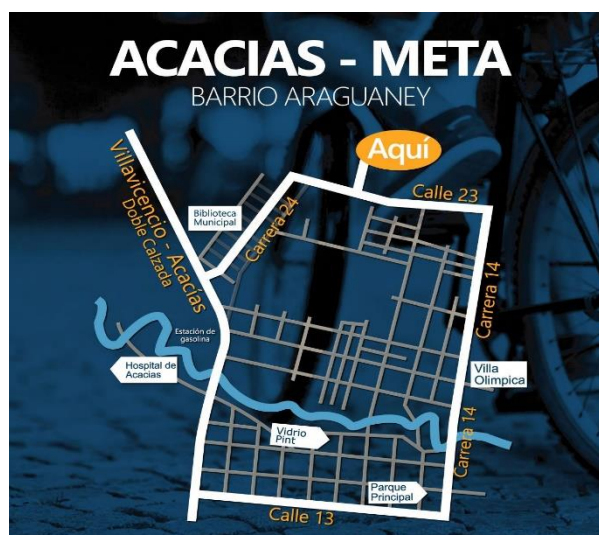 ACACIAS - META
BARRIO ARAGUANEY
Aquí
Calle 23
Villavicencio - Acacías
Doble Calzada
Biblioteca
Municipal
Carrera 24
Carrera 14
Estación de
gasolina
Hospital de
Acacias
Villa
Olimpica
Vidrio
Pint
Carrera 14
Parque
Principal
Calle 13